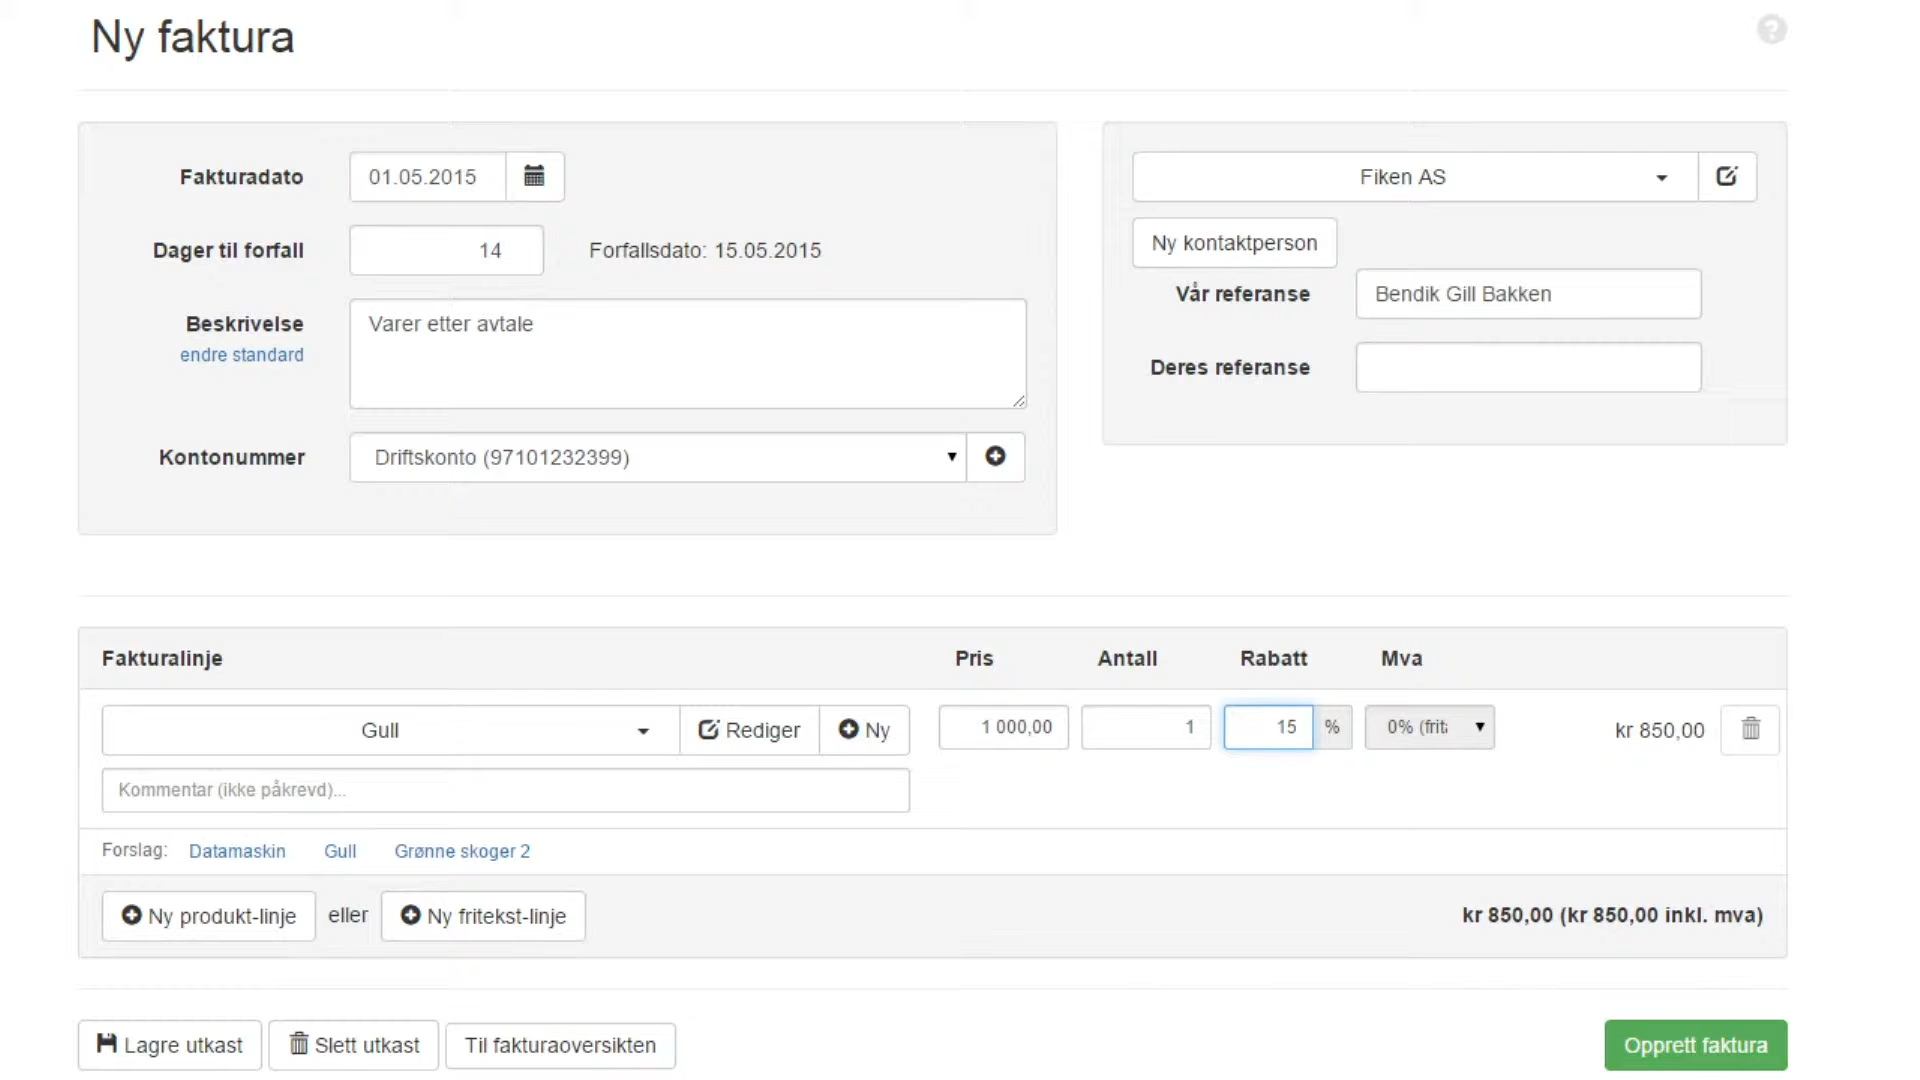 Ny faktura
?
Fakturadato
01.05.2015
Dager til forfall
14
Forfallsdato: 15.05.2015
Beskrivelse
endre standard
Varer etter avtale
Kontonummer
Driftskonto (97101232399)
Fiken AS
Ny kontaktperson
Vår referanse
Bendik Gill Bakken
Deres referanse
Fakturalinje Pris Antall Rabatt Mva
Gull Rediger Ny 1 000,00 1 15 % 0% (frit kr 850,00
Kommentar (ikke påkrevd)...
Forslag: Datamaskin Gull Grønne skoger 2
Ny produkt-linje eller Ny fritekst-linje kr 850,00 (kr 850,00 inkl. mva)
Lagre utkast Slett utkast Til fakturaoversikten Opprett faktura